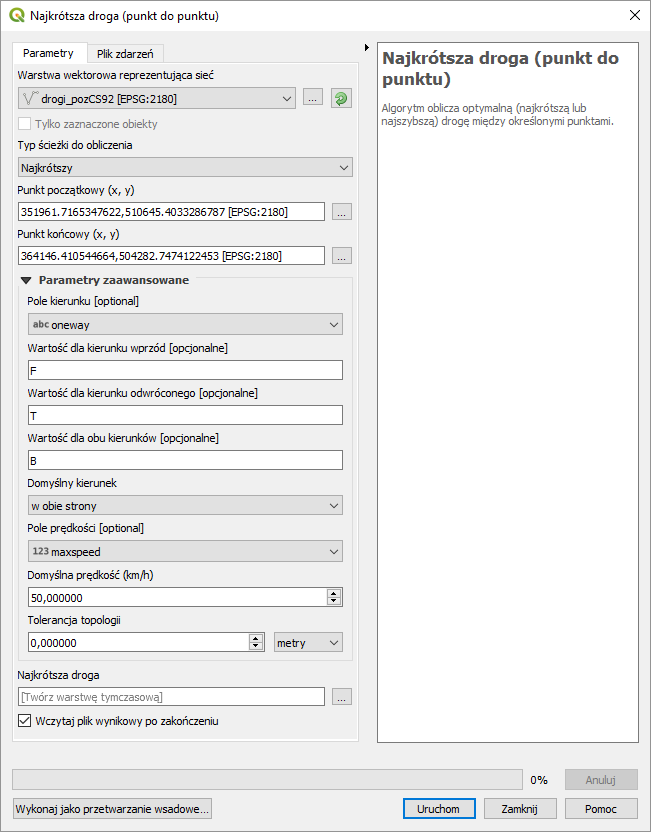 Najkrótsza droga (punkt do punktu)
Parametry
Plik zdarzeń
Warstwa wektorowa reprezentująca sieć
drogi_pozCS92 [EPSG:2180]
...
Tylko zaznaczone obiekty
Typ ścieżki do obliczenia
Najkrótszy
Punkt początkowy (x, y)
351961.7165347622,510645.4033286787 [EPSG:2180]
...
Punkt końcowy (x, y)
364146.410544664,504282.7474122453 [EPSG:2180]
...
Parametry zaawansowane
Pole kierunku [optional]
abc oneway
Wartość dla kierunku wprzód [opcjonalne]
F
Wartość dla kierunku odwróconego [opcjonalne]
T
Wartość dla obu kierunków [opcjonalne]
B
Domyślny kierunek
w obie strony
Pole prędkości [optional]
123 maxspeed
Domyślna prędkość (km/h)
50,000000
Tolerancja topologii
0,000000
metry
Najkrótsza droga
[Twórz warstwę tymczasową]
...
Wczytaj plik wynikowy po zakończeniu
Najkrótsza droga (punkt do
punktu)
Algorytm oblicza optymalną (najkrótszą lub
najszybszą) drogę między określonymi punktami.
0%
Anuluj
Wykonaj jako przetwarzanie wsadowe...
Uruchom
Zamknij
Pomoc